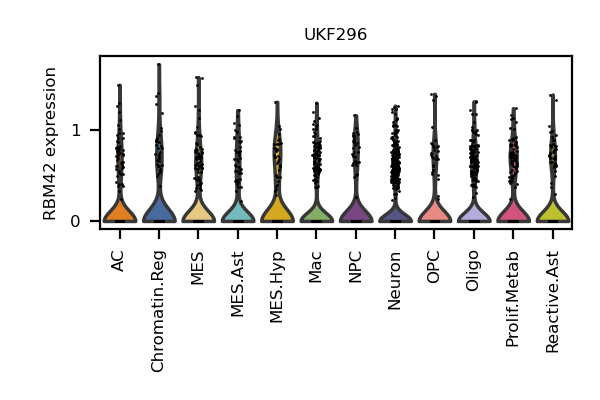 UKF296
RBM42 expression
1
0
AC
Chromatin.Reg
MES
MES.Ast
MES.Hyp
Mac
NPC
Neuron
OPC
Oligo
Prolif.Metab
Reactive.Ast